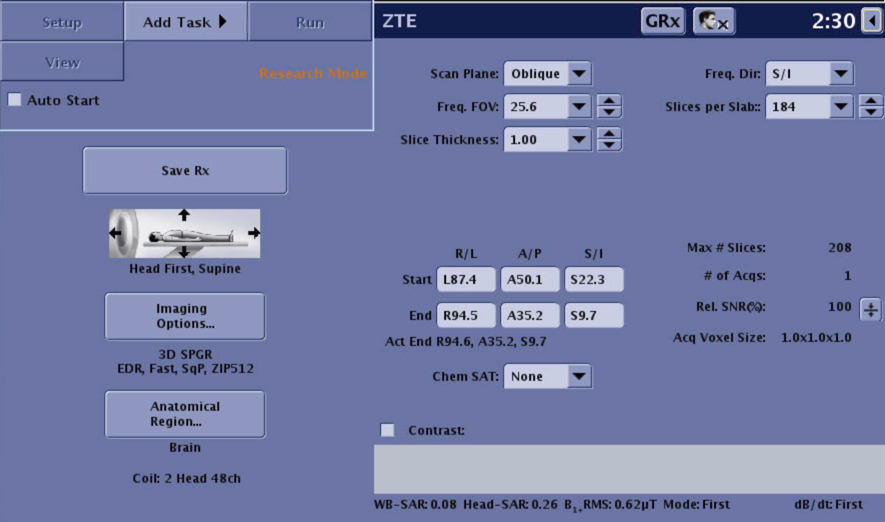 Setup
Add Task
Run
View
Research Mode
Auto Start
Save Rx
Head First, Supine
Imaging
Options...
3D SPGR
EDR, Fast, SqP, ZIP512
Anatomical
Region...
Brain
Coil: 2 Head 48ch
ZTE
GRx
x
2:30
Scan Plane: Oblique
Freq. Dir: S/I
Freq. FOV: 25.6
Slices per Slab:: 184
Slice Thickness: 1.00
R/L A/P S/I
Start L87.4 A50.1 S22.3
End R94.5 A35.2 S9.7
Act End R94.6, A35.2, S9.7
Max # Slices: 208
# of Acqs: 1
Rel. SNR(%): 100
Acq Voxel Size: 1.0x1.0x1.0
Chem SAT: None
Contrast:
WB-SAR: 0.08 Head-SAR: 0.26 B1+RMS: 0.62µT Mode: First dB/dt: First